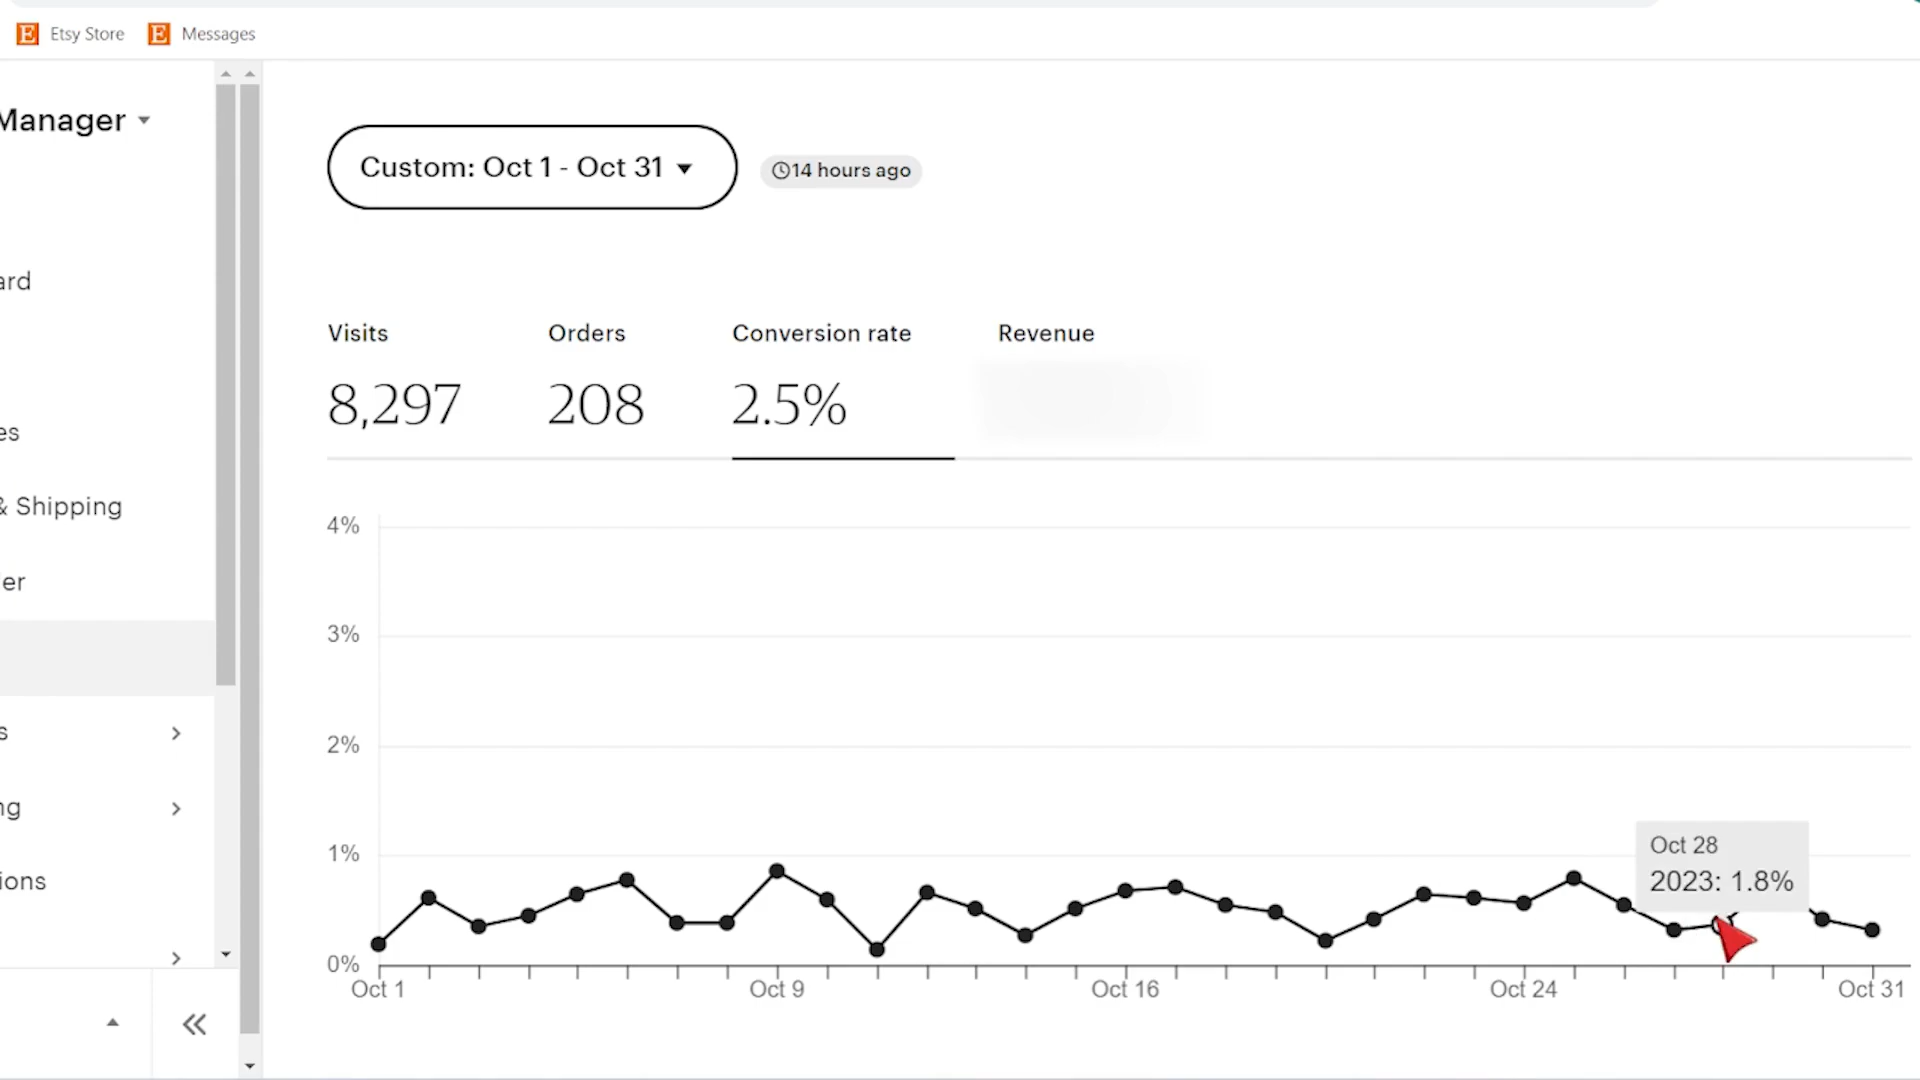 Etsy Store Messages
Manager
ard
es
& Shipping
er
s
ng
ions
Custom: Oct 1 - Oct 31
14 hours ago
Visits Orders Conversion rate Revenue
8,297 208 2.5%
4%
3%
2%
1%
0%
Oct 28
2023: 1.8%
Oct 1 Oct 9 Oct 16 Oct 24 Oct 31